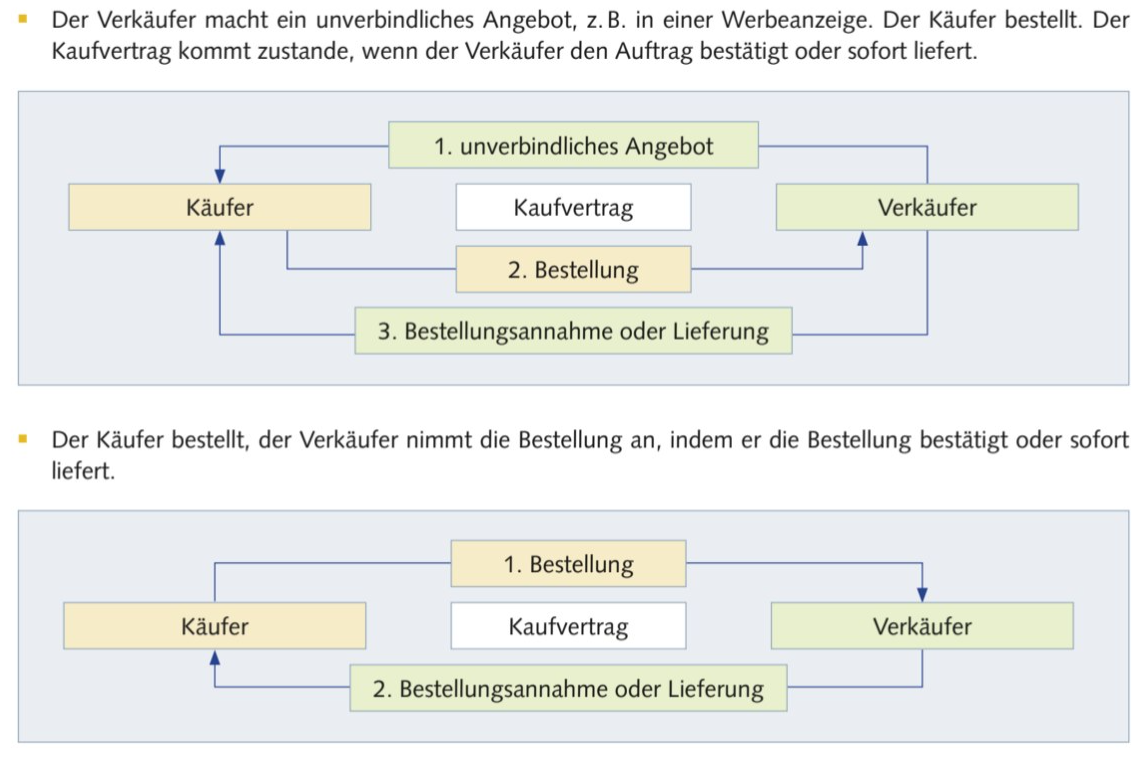 Der Verkäufer macht ein unverbindliches Angebot, z. B. in einer Werbeanzeige. Der Käufer bestellt. Der
Kaufvertrag kommt zustande, wenn der Verkäufer den Auftrag bestätigt oder sofort liefert.
1. unverbindliches Angebot
Käufer
Kaufvertrag
Verkäufer
2. Bestellung
3. Bestellungsannahme oder Lieferung
Der Käufer bestellt, der Verkäufer nimmt die Bestellung an, indem er die Bestellung bestätigt oder sofort
liefert.
1. Bestellung
Käufer
Kaufvertrag
Verkäufer
2. Bestellungsannahme oder Lieferung